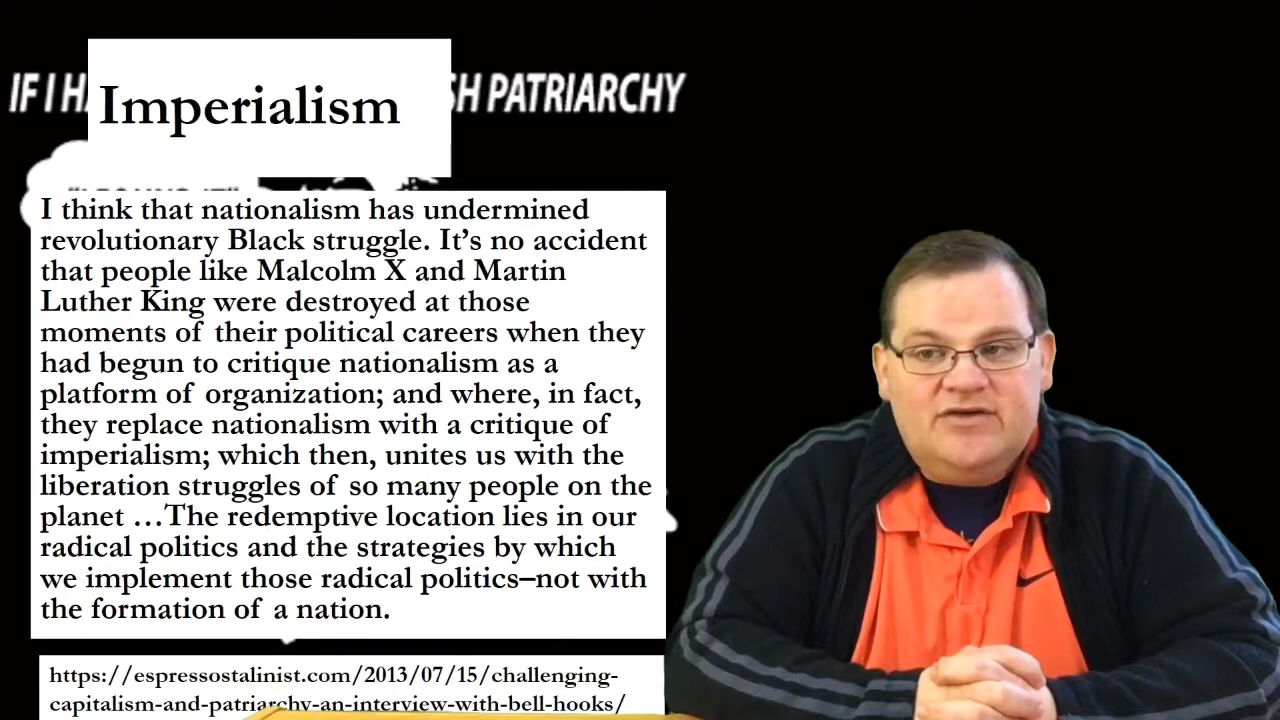 IF I HA
SH PATRIARCHY
Imperialism
I think that nationalism has undermined
revolutionary Black struggle. It’s no accident
that people like Malcolm X and Martin
Luther King were destroyed at those
moments of their political careers when they
had begun to critique nationalism as a
platform of organization; and where, in fact,
they replace nationalism with a critique of
imperialism; which then, unites us with the
liberation struggles of so many people on the
planet …The redemptive location lies in our
radical politics and the strategies by which
we implement those radical politics–not with
the formation of a nation.
https://espressostalinist.com/2013/07/15/challenging-
capitalism-and-patriarchy-an-interview-with-bell-hooks/